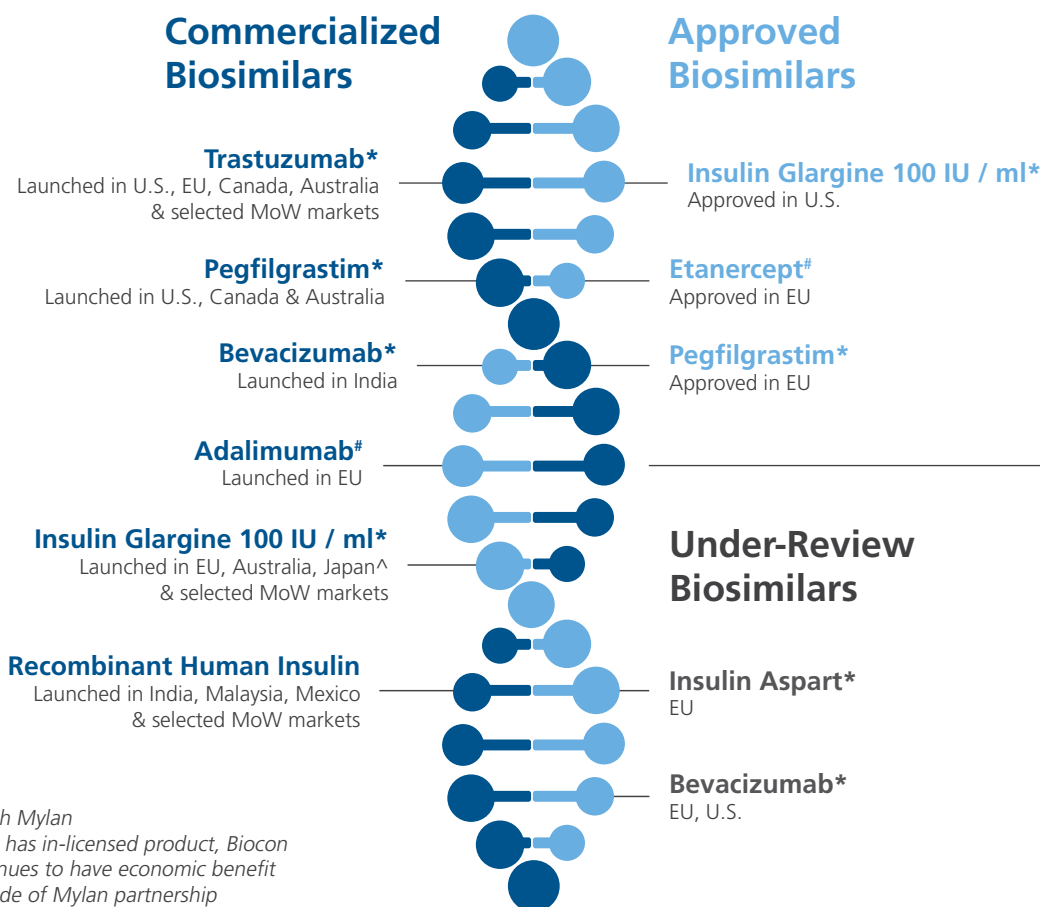 Commercialized
Biosimilars
Trastuzumab*
Launched in U.S., EU, Canada, Australia
& selected MoW markets
Pegfilgrastim*
Launched in U.S., Canada & Australia
Bevacizumab*
Launched in India
Adalimumab#
Launched in EU
Insulin Glargine 100 IU / ml*
Launched in EU, Australia, Japan^
& selected MoW markets
Recombinant Human Insulin
Launched in India, Malaysia, Mexico
& selected MoW markets
Approved
Biosimilars
Insulin Glargine 100 IU / ml*
Approved in U.S.
Etanercept#
Approved in EU
Pegfilgrastim*
Approved in EU
Under-Review
Biosimilars
Insulin Aspart*
EU
Bevacizumab*
EU, U.S.
Mylan
has in-licensed product, Biocon
to have economic benefit
of Mylan partnership